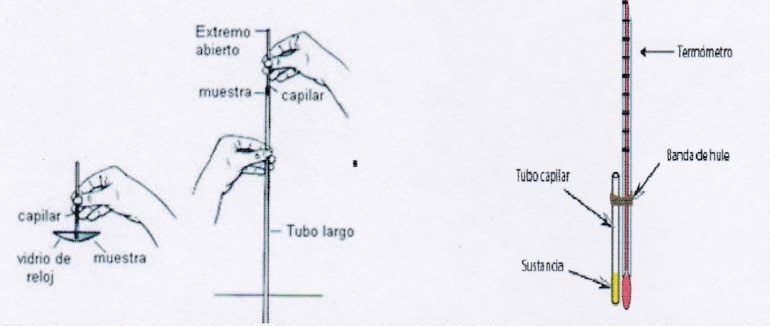 Extremo
abierto
muestra
capilar
Tubo largo
capilar
vidrio de
reloj
muestra
Termómetro
Banda de hule
Tubo capilar
Sustancia